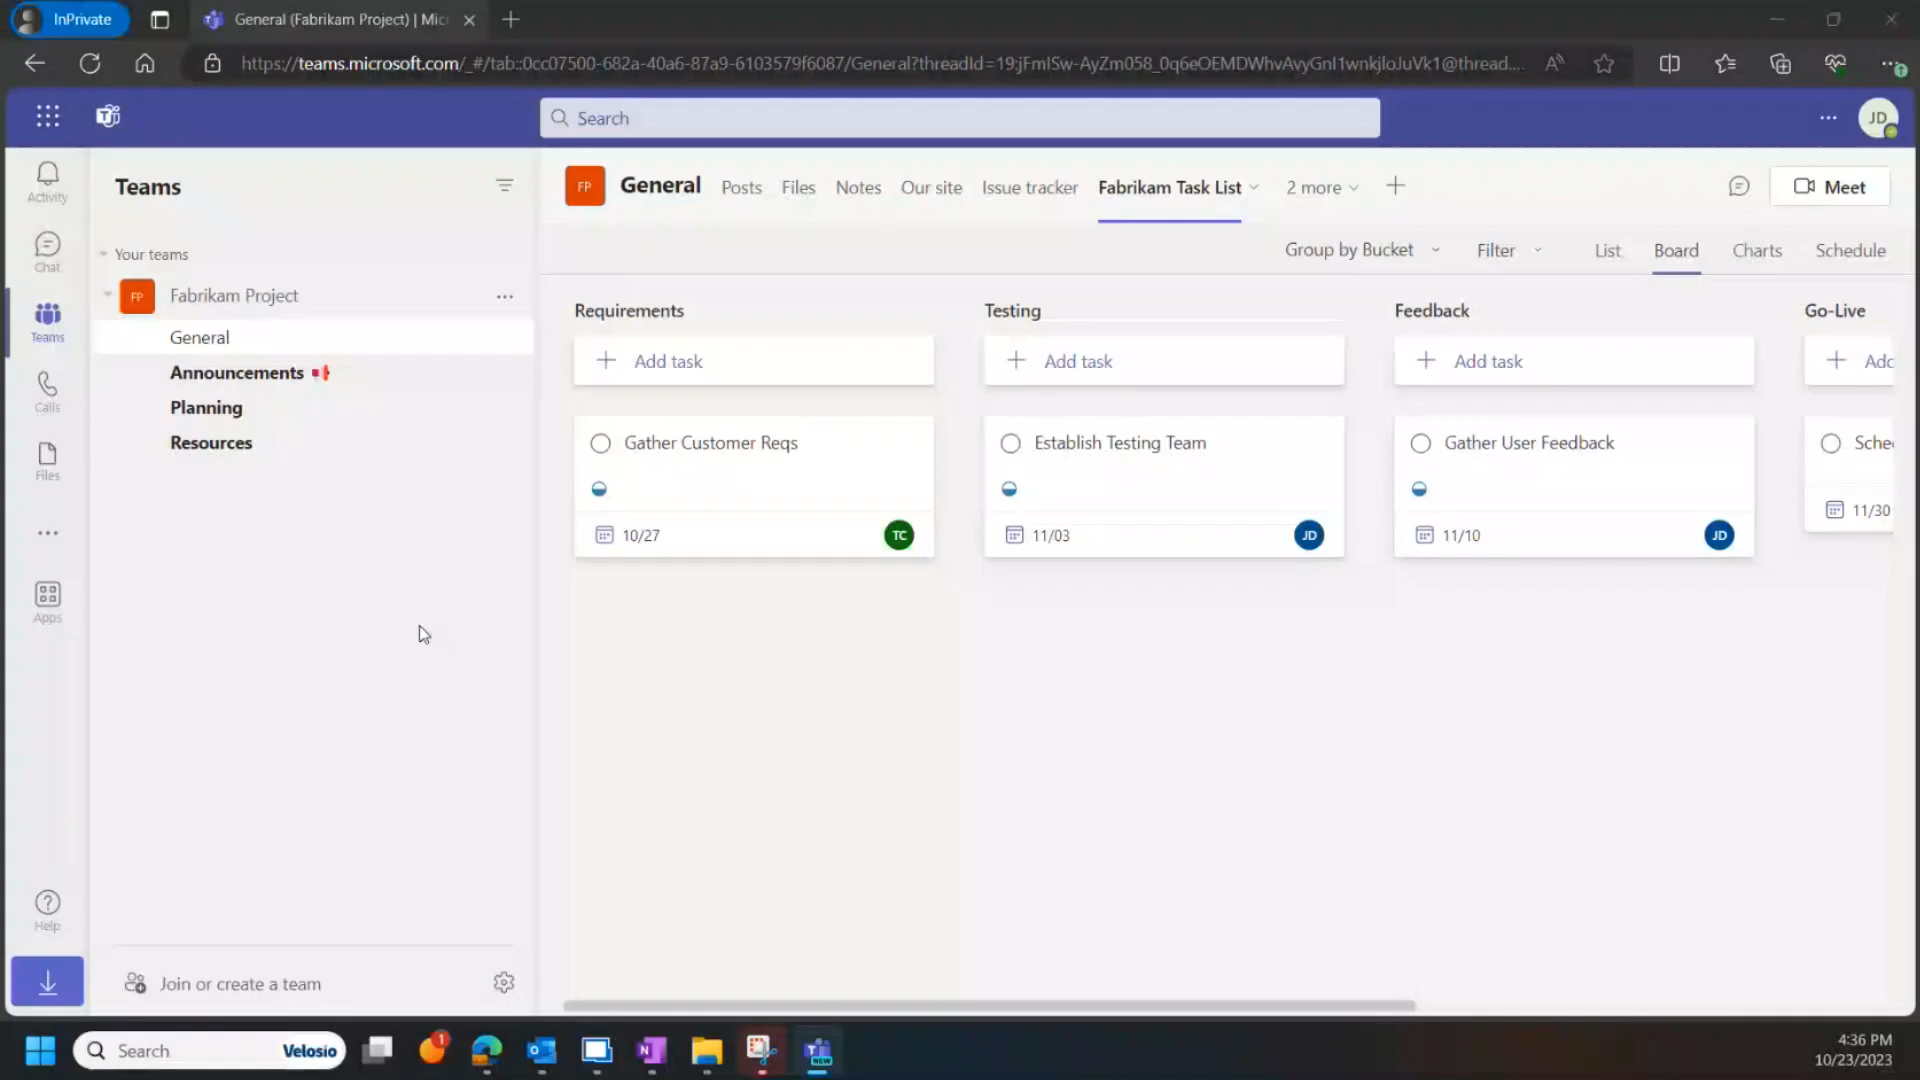 InPrivate
General (Fabrikam Project) | Mic
https://teams.microsoft.com/_#/tab::0cc07500-682a-40a6-87a9-6103579f6087/General?threadId=19:jFmISw-AyZm058_0q6eOEMDWhvAvyGnI1wnkjloJuVk1@thread....
Search
JD
Activity
Chat
Teams
Calls
Files
Apps
Help
Teams
Your teams
FP Fabrikam Project
General
Announcements
Planning
Resources
Join or create a team
FP General Posts Files Notes Our site Issue tracker Fabrikam Task List 2 more
Meet
Group by Bucket Filter List Board Charts Schedule
Requirements
Add task
Gather Customer Reqs
10/27 TC
Testing
Add task
Establish Testing Team
11/03 JD
Feedback
Add task
Gather User Feedback
11/10 JD
Go-Live
Add
Sche
11/30
Search Velosio
1
N
T
NEW
4:36 PM
10/23/2023